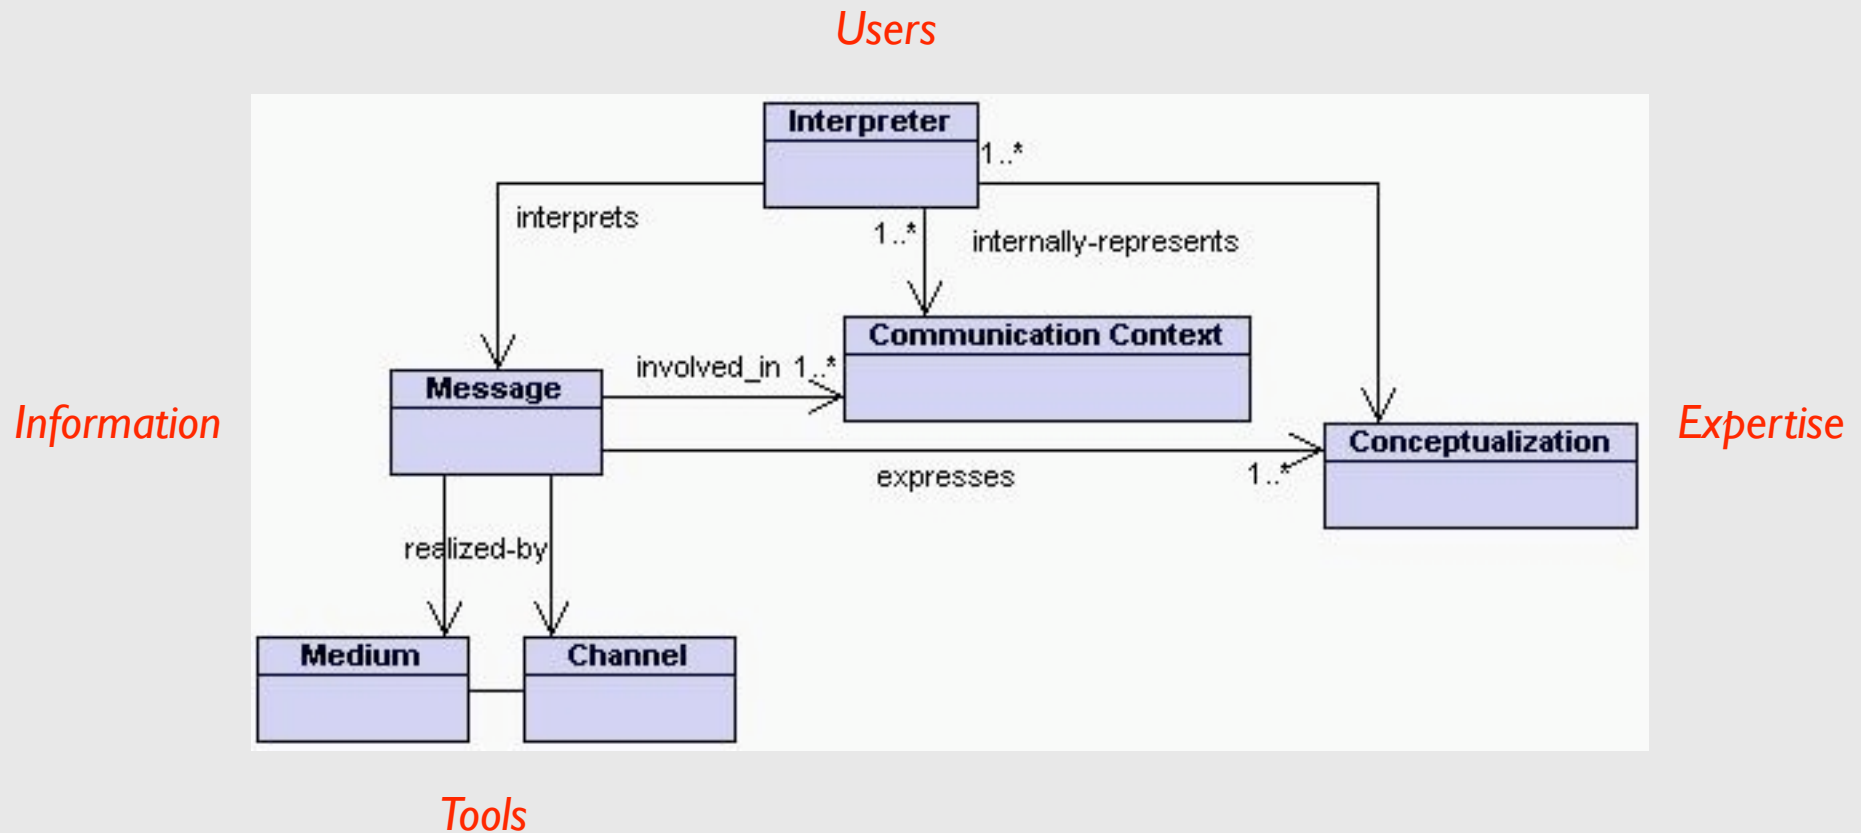 Users
Interpreter
1..*
interprets
1..*
internally-represents
Communication Context
involved_in 1..*
Message
Information
Expertise
Conceptualization
expresses
1..*
realized-by
Medium
Channel
Tools